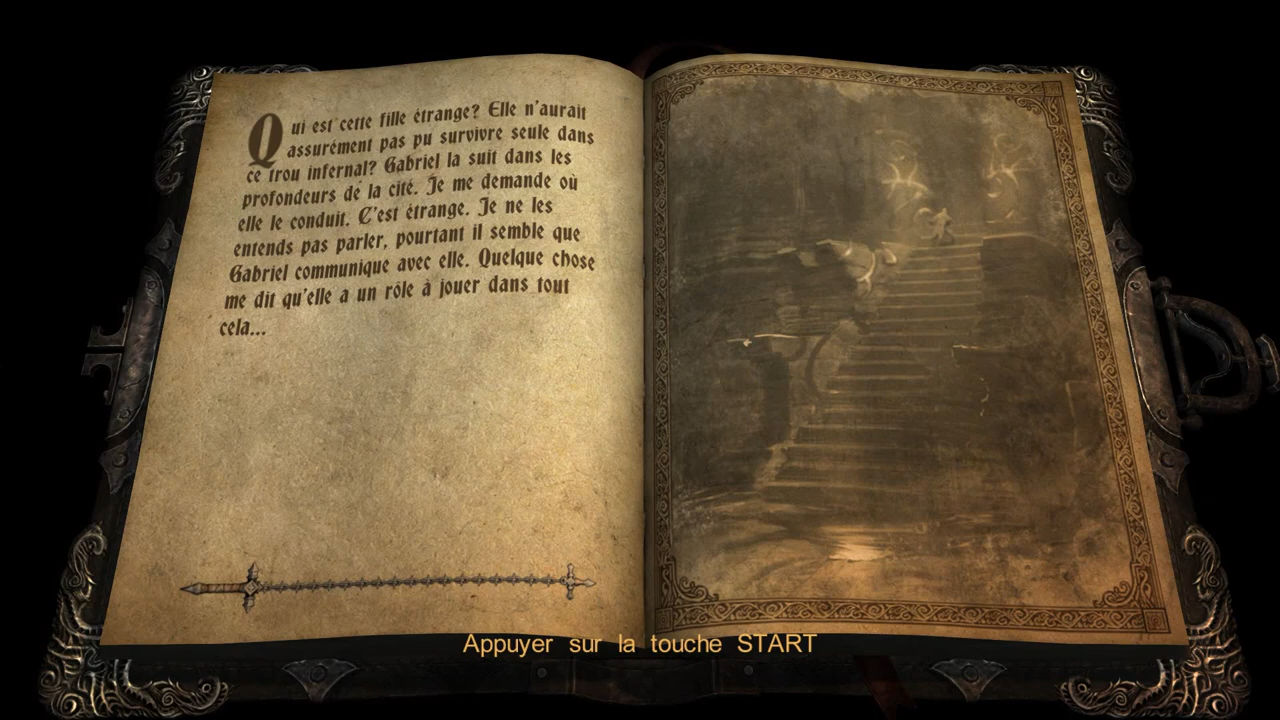 Qui est cette fille étrange? Elle n'aurait
assurément pas pu survivre seule dans
ce trou infernal? Gabriel la suit dans les
profondeurs de la cité. Je me demande où
elle le conduit. C'est étrange. Je ne les
entends pas parler, pourtant il semble que
Gabriel communique avec elle. Quelque chose
me dit qu'elle a un rôle à jouer dans tout
cela...
Appuyer sur la touche START